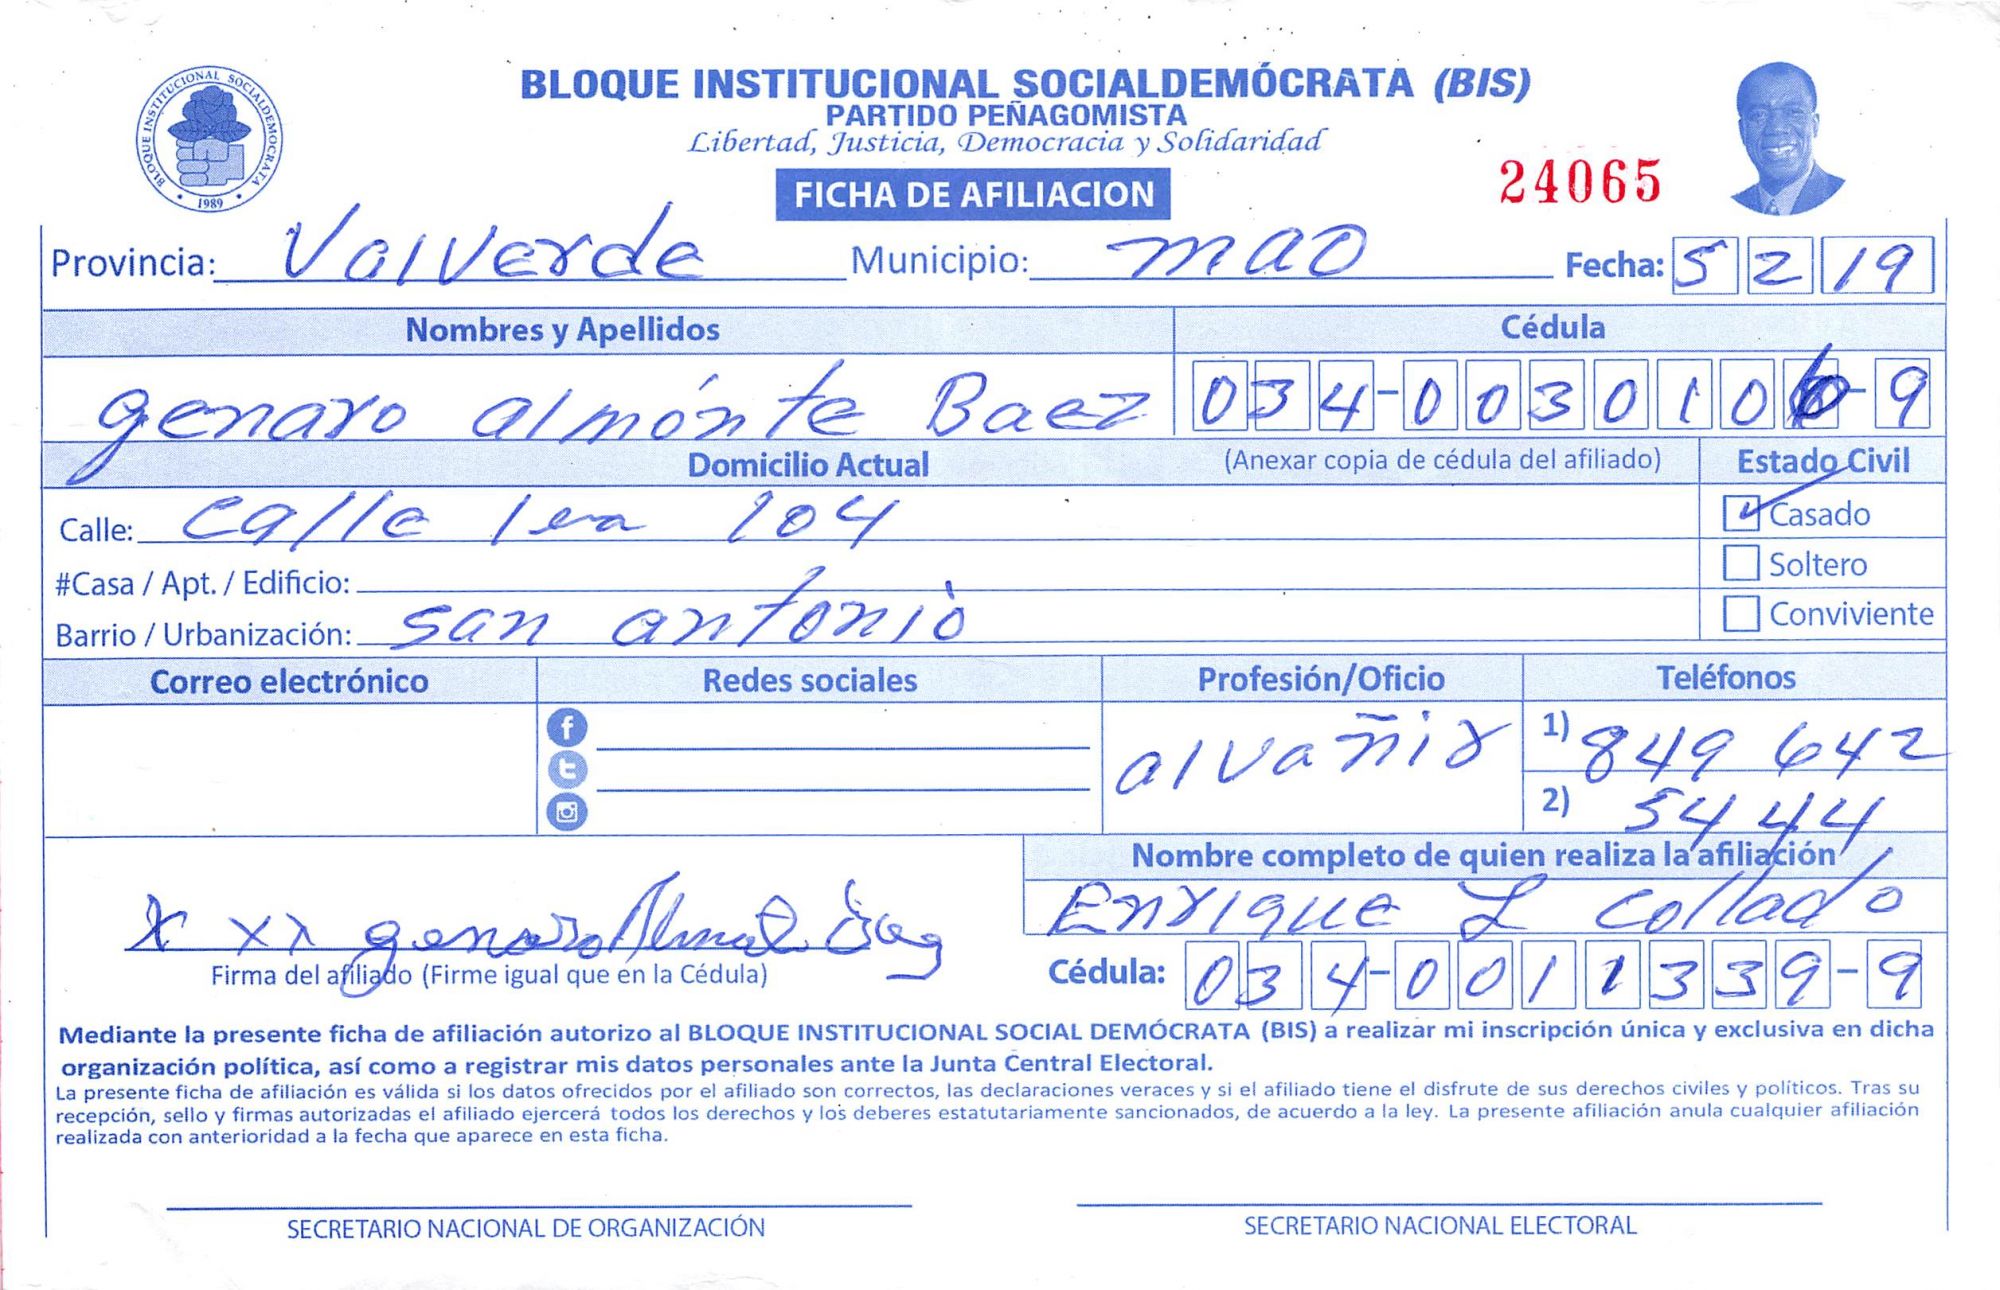 BLOQUE INSTITUCIONAL SOCIALDEMOCRATA
1989
BLOQUE INSTITUCIONAL SOCIALDEMÓCRATA (BIS)
PARTIDO PEÑAGOMISTA
Libertad, Justicia, Democracia y Solidaridad
FICHA DE AFILIACION
24065
Provincia: Valverde Municipio: mao Fecha: 5 2 19
Nombres y Apellidos Cédula
genaro almónte Baez 034-0030100-9
Domicilio Actual (Anexar copia de cédula del afiliado) Estado Civil
Calle: calle 1era 104 Casado
#Casa / Apt. / Edificio: Soltero
Barrio / Urbanización: san antonio Conviviente
Correo electrónico Redes sociales Profesión/Oficio Teléfonos
alvañir 1) 849 642
2) 5444
Nombre completo de quien realiza la afiliación
Enrique L Collado
x x x genaro
Firma del afiliado (Firme igual que en la Cédula) Cédula: 034-0011339-9
Mediante la presente ficha de afiliación autorizo al BLOQUE INSTITUCIONAL SOCIAL DEMÓCRATA (BIS) a realizar mi inscripción única y exclusiva en dicha
organización política, así como a registrar mis datos personales ante la Junta Central Electoral.
La presente ficha de afiliación es válida si los datos ofrecidos por el afiliado son correctos, las declaraciones veraces y si el afiliado tiene el disfrute de sus derechos civiles y políticos. Tras su
recepción, sello y firmas autorizadas el afiliado ejercerá todos los derechos y los deberes estatutariamente sancionados, de acuerdo a la ley. La presente afiliación anula cualquier afiliación
realizada con anterioridad a la fecha que aparece en esta ficha.
SECRETARIO NACIONAL DE ORGANIZACIÓN SECRETARIO NACIONAL ELECTORAL